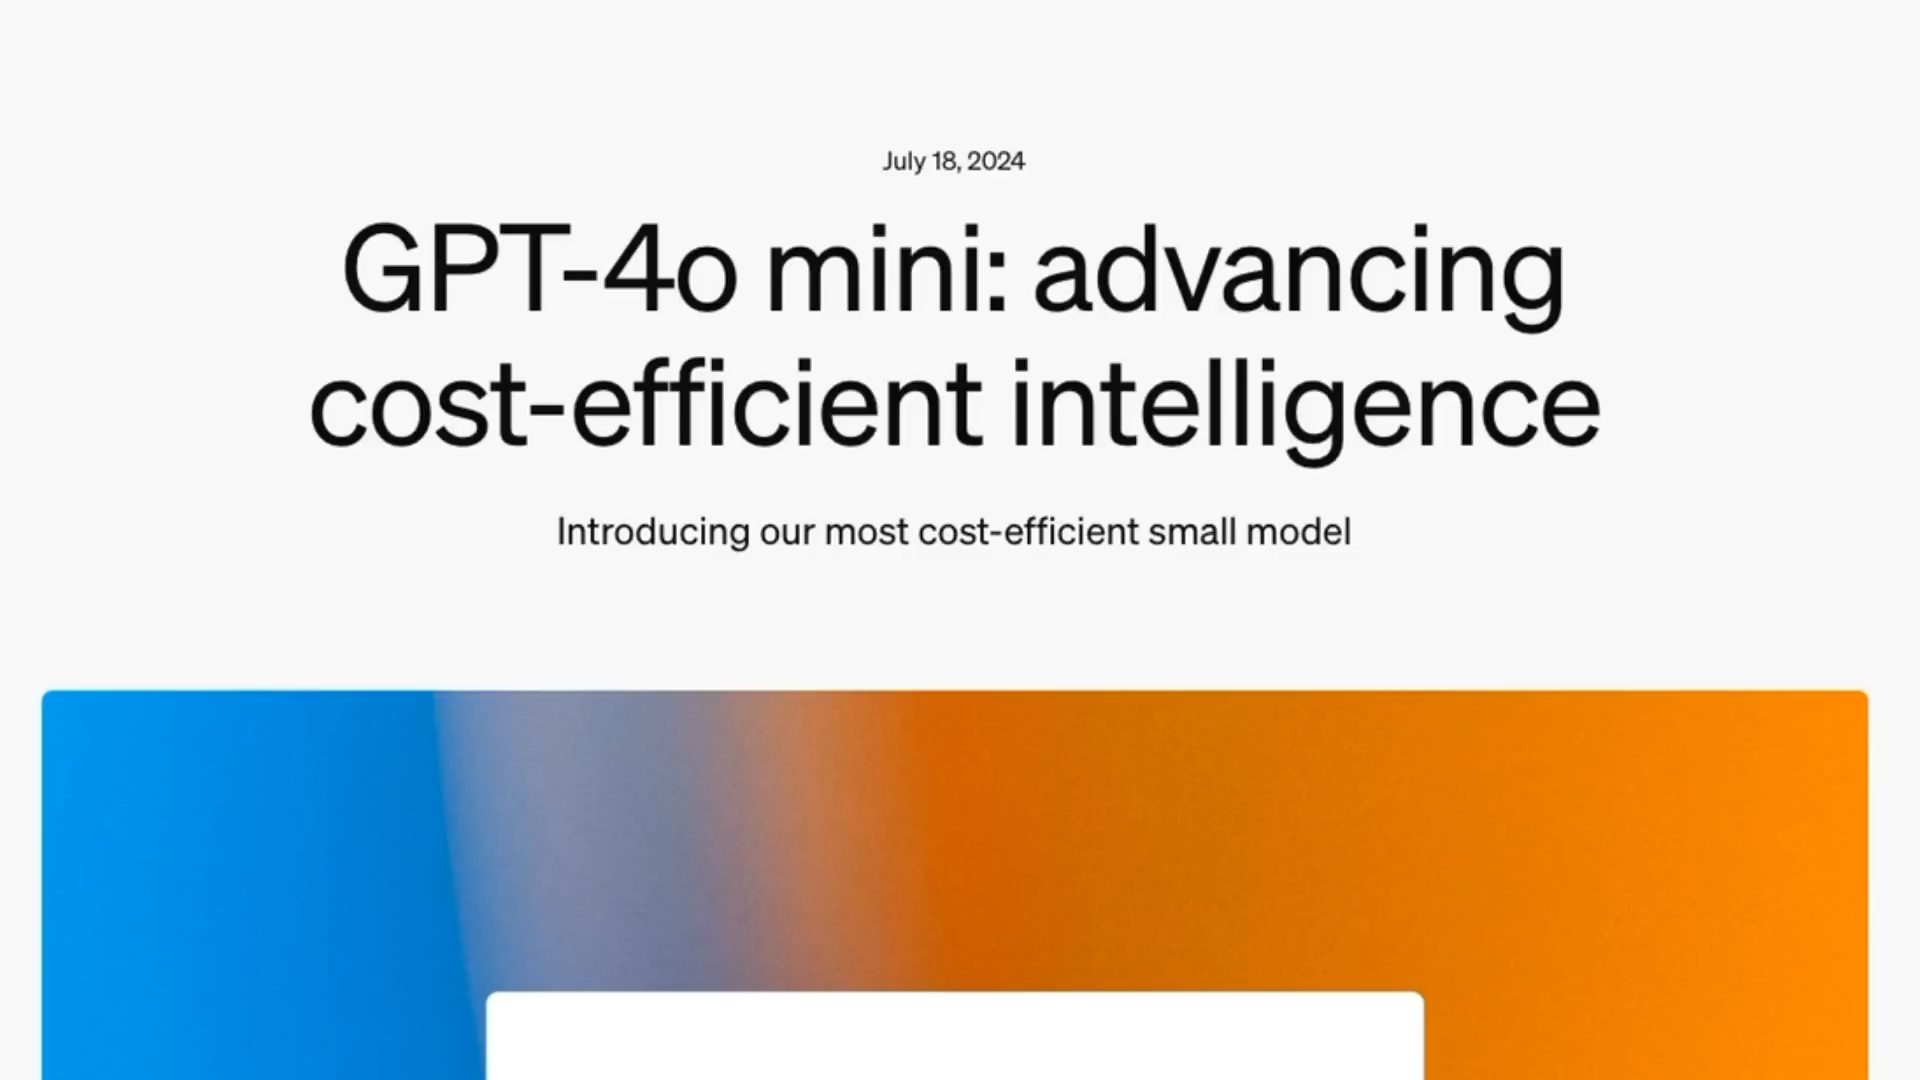 July 18, 2024
GPT-4o mini: advancing
cost-efficient intelligence
Introducing our most cost-efficient small model